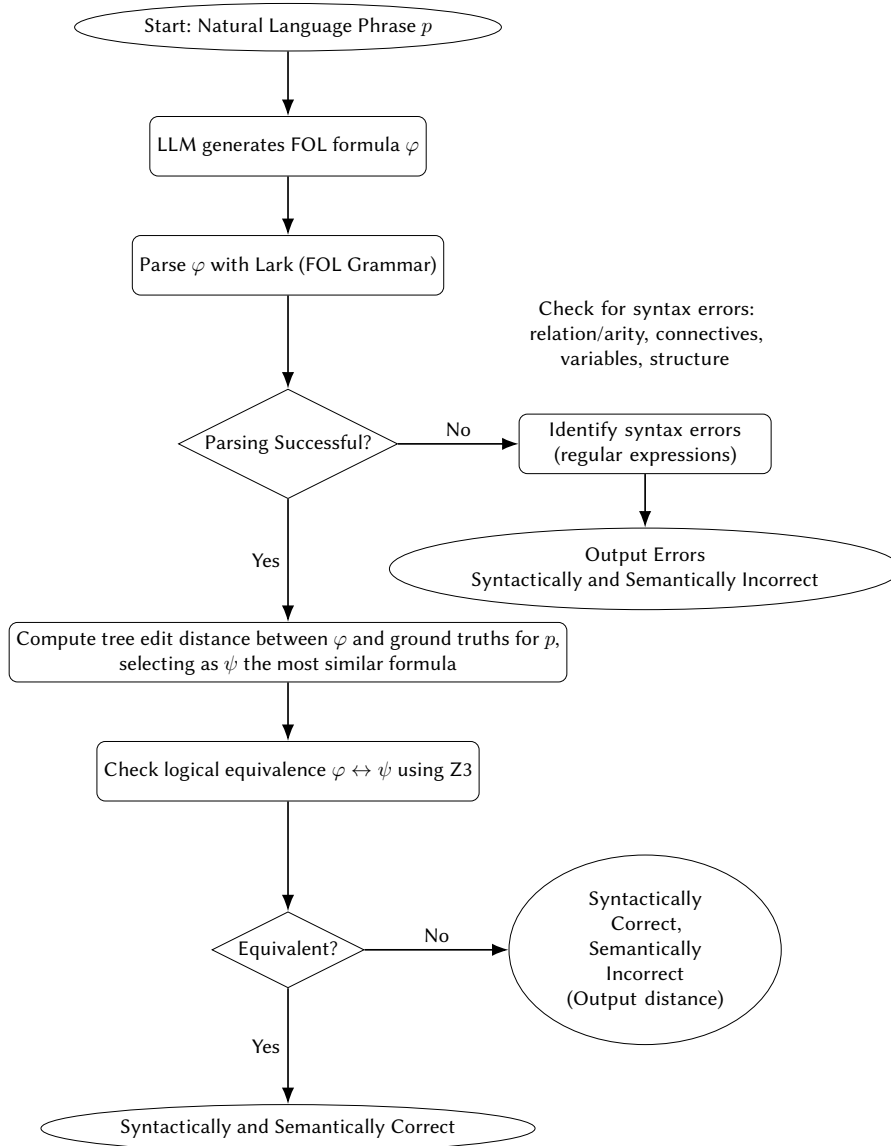 Start: Natural Language Phrase p
LLM generates FOL formula φ
Parse φ with Lark (FOL Grammar)
Check for syntax errors:
relation/arity, connectives,
variables, structure
Parsing Successful?
No
Identify syntax errors
(regular expressions)
Output Errors
Syntactically and Semantically Incorrect
Yes
Compute tree edit distance between φ and ground truths for p,
selecting as ψ the most similar formula
Check logical equivalence φ ↔ ψ using Z3
Equivalent?
No
Syntactically
Correct,
Semantically
Incorrect
(Output distance)
Yes
Syntactically and Semantically Correct